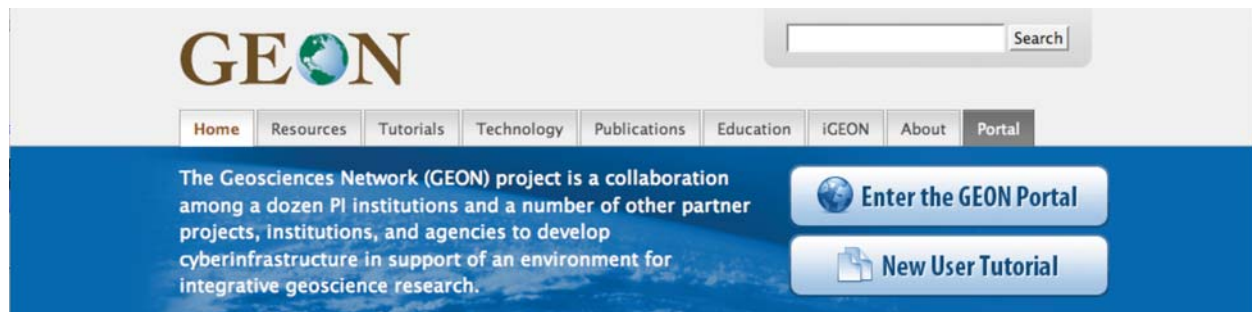 GEON
Search
Home Resources Tutorials Technology Publications Education iGEON About Portal
The Geosciences Network (GEON) project is a collaboration
among a dozen PI institutions and a number of other partner
projects, institutions, and agencies to develop
cyberinfrastructure in support of an environment for
integrative geoscience research.
Enter the GEON Portal
New User Tutorial